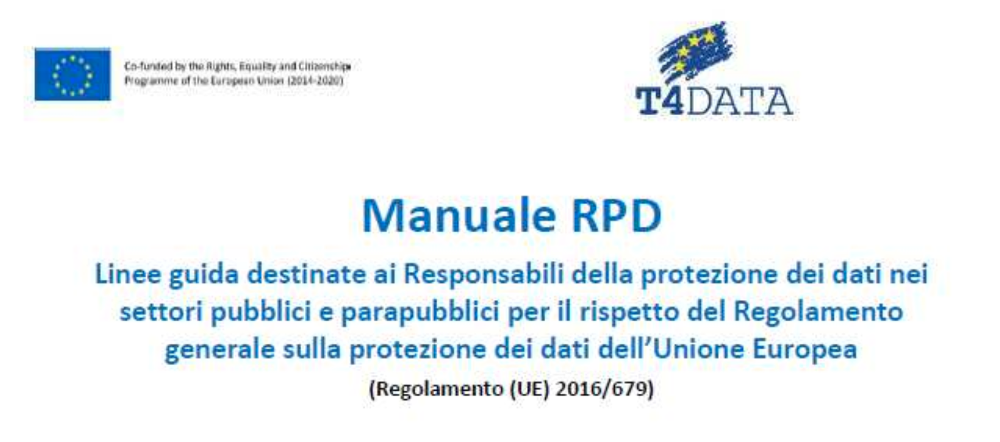 Co-funded by the Rights, Equality and Citizenship
Programme of the European Union (2014-2020)
T4DATA
Manuale RPD
Linee guida destinate ai Responsabili della protezione dei dati nei
settori pubblici e parapubblici per il rispetto del Regolamento
generale sulla protezione dei dati dell’Unione Europea
(Regolamento (UE) 2016/679)